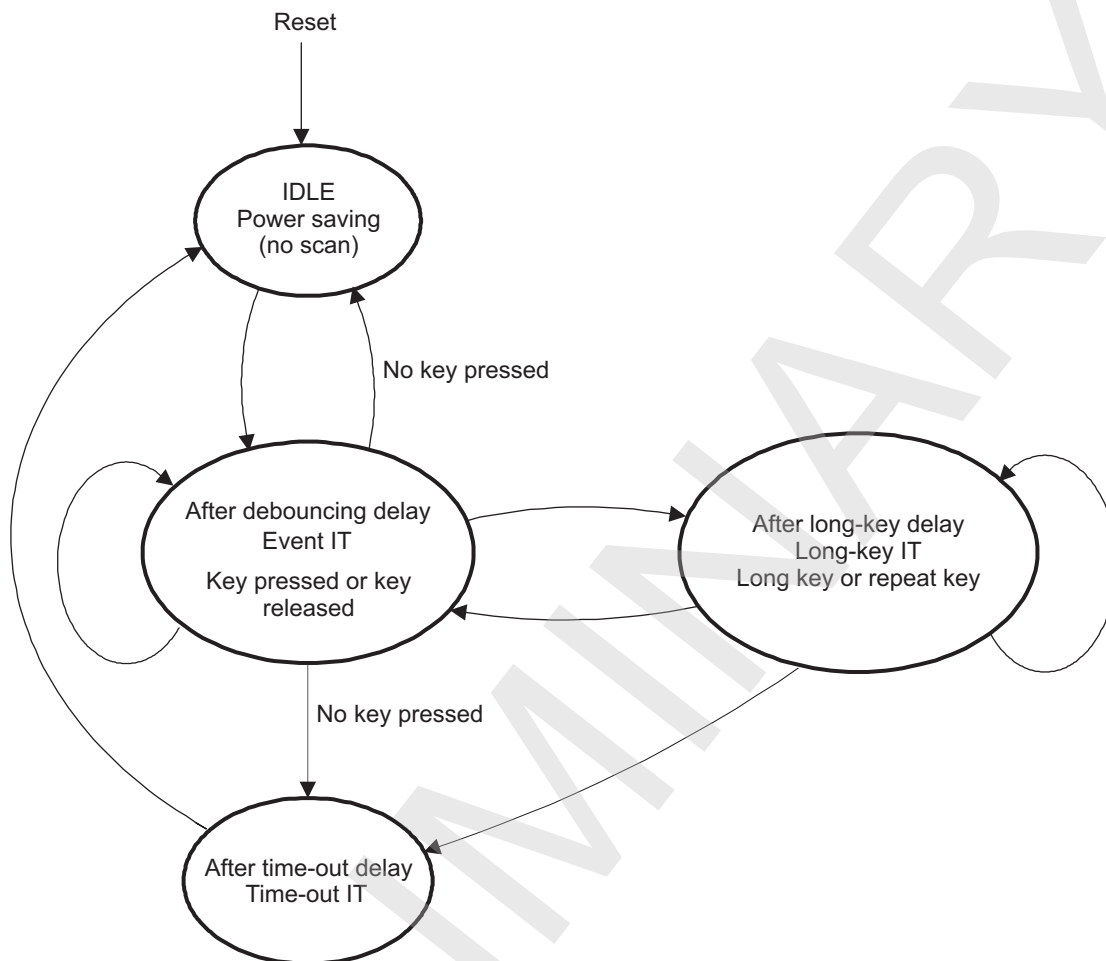 Reset
IDLE
Power saving
(no scan)
No key pressed
After debouncing delay
Event IT
Key pressed or key
released
After long-key delay
Long-key IT
Long key or repeat key
No key pressed
After time-out delay
Time-out IT
IMINARY